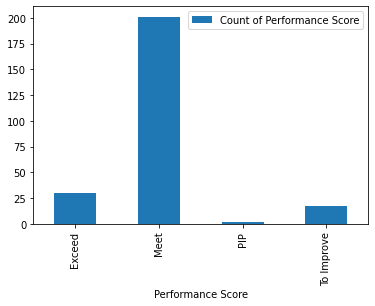 200
175
150
125
100
75
50
25
0
Count of Performance Score
Exceed
Meet
PIP
To Improve
Performance Score